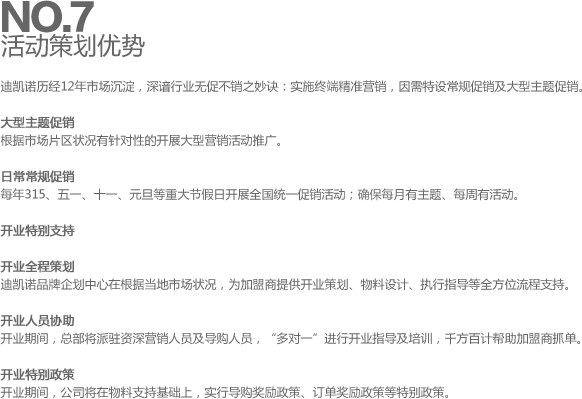 NO.7
活动策划优势
迪凯诺历经12年市场沉淀，深谙行业无促不销之妙诀：实施终端精准营销，因需特设常规促销及大型主题促销。
大型主题促销
根据市场片区状况有针对性的开展大型营销活动推广。
日常常规促销
每年315、五一、十一、元旦等重大节假日开展全国统一促销活动；确保每月有主题、每周有活动。
开业特别支持
开业全程策划
迪凯诺品牌企划中心在根据当地市场状况，为加盟商提供开业策划、物料设计、执行指导等全方位流程支持。
开业人员协助
开业期间，总部将派驻资深营销人员及导购人员，“多对一”进行开业指导及培训，千方百计帮助加盟商抓单。
开业特别政策
开业期间，公司将在物料支持基础上，实行导购奖励政策、订单奖励政策等特别政策。